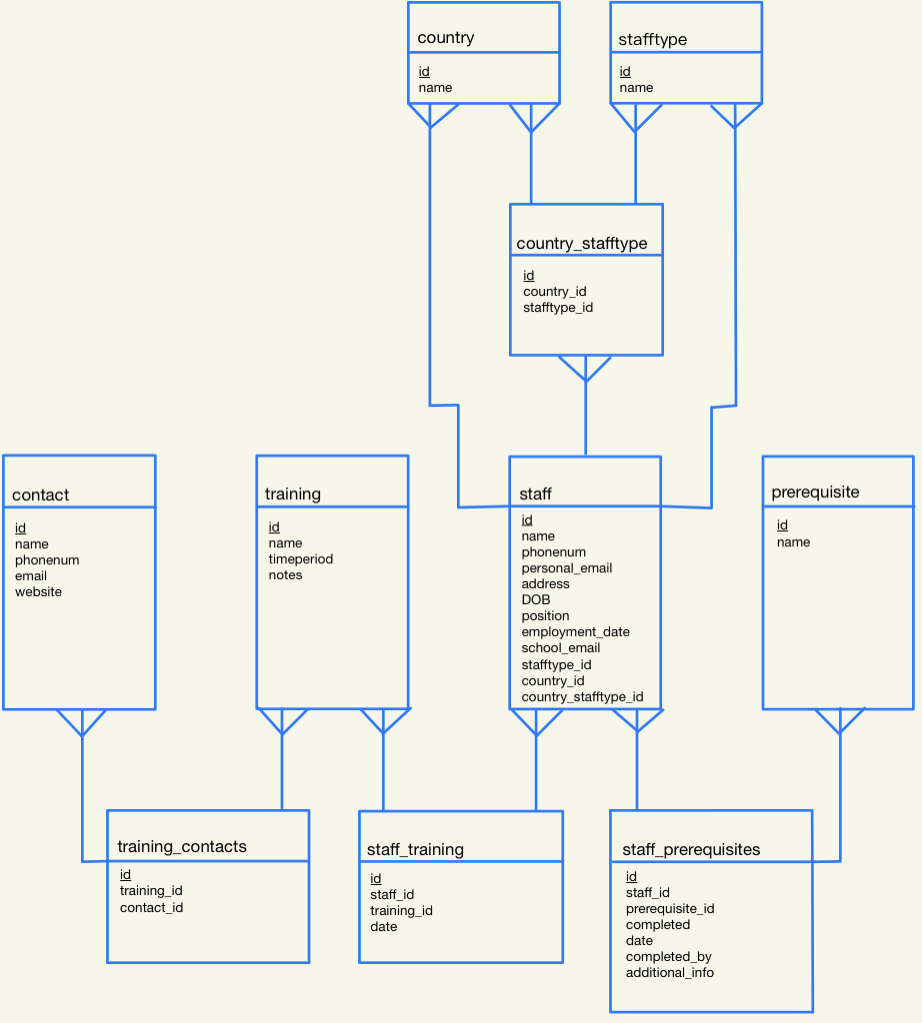 country
id
name
stafftype
id
name
country_stafftype
id
country_id
stafftype_id
contact
id
name
phonenum
email
website
training
id
name
timeperiod
notes
staff
id
name
phonenum
personal_email
address
DOB
position
employment_date
school_email
stafftype_id
country_id
country_stafftype_id
prerequisite
id
name
training_contacts
id
training_id
contact_id
staff_training
id
staff_id
training_id
date
staff_prerequisites
id
staff_id
prerequisite_id
completed
date
completed_by
additional_info